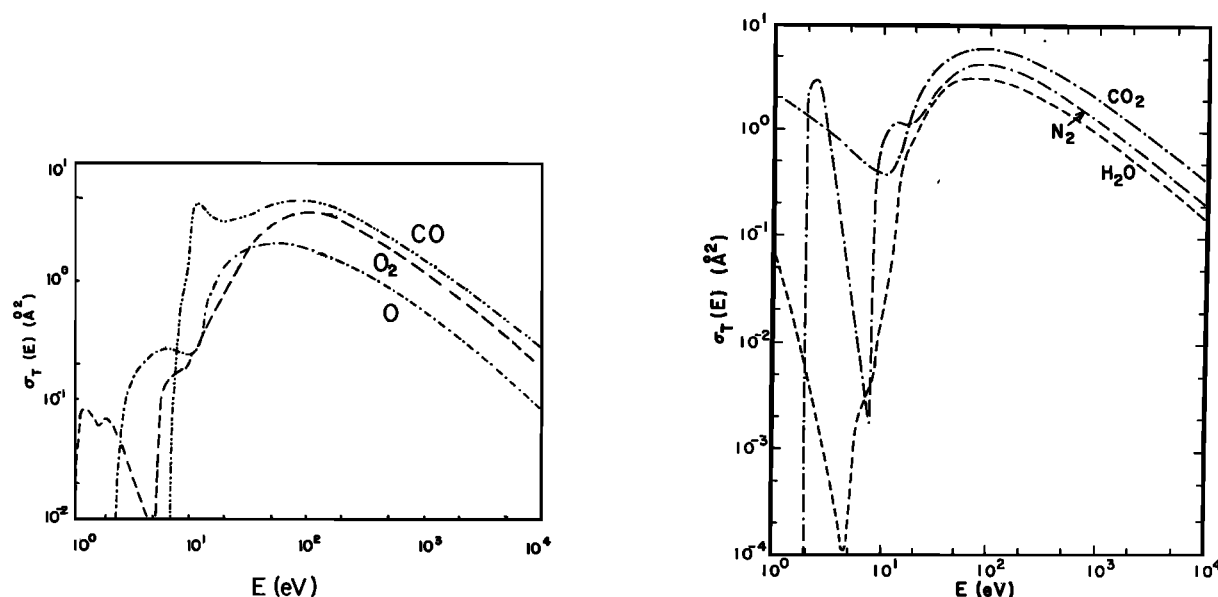 10¹
10⁰
10⁻¹
10⁻²
σT (E) (Å²)
CO
O₂
O
10⁰ 10¹ 10² 10³ 10⁴
E (eV)
10¹
10⁰
10⁻¹
10⁻²
10⁻³
10⁻⁴
σT (E) (Å²)
CO₂
N₂
H₂O
10⁰ 10¹ 10² 10³ 10⁴
E (eV)